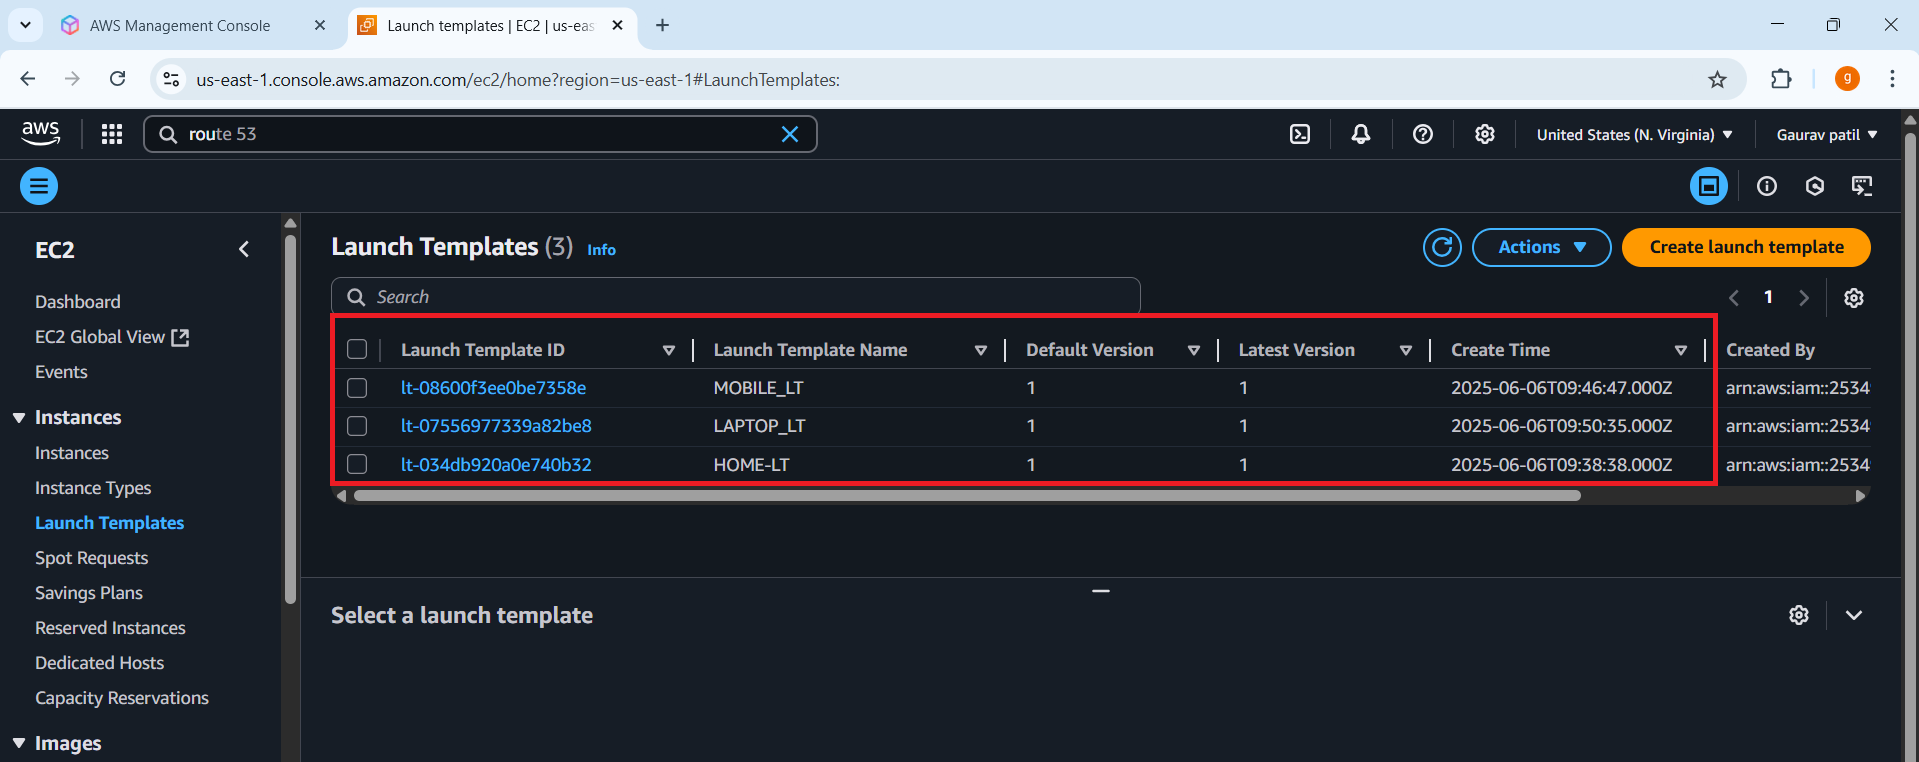 AWS Management Console
Launch templates | EC2 | us-eas
us-east-1.console.aws.amazon.com/ec2/home?region=us-east-1#LaunchTemplates:
g
aws
route 53
United States (N. Virginia)
Gaurav patil
EC2
Dashboard
EC2 Global View
Events
Instances
Instances
Instance Types
Launch Templates
Spot Requests
Savings Plans
Reserved Instances
Dedicated Hosts
Capacity Reservations
Images
Launch Templates (3) Info
Actions
Create launch template
Search
1
Launch Template ID Launch Template Name Default Version Latest Version Create Time Created By
lt-08600f3ee0be7358e MOBILE_LT 1 1 2025-06-06T09:46:47.000Z arn:aws:iam::2534
lt-07556977339a82be8 LAPTOP_LT 1 1 2025-06-06T09:50:35.000Z arn:aws:iam::2534
lt-034db920a0e740b32 HOME-LT 1 1 2025-06-06T09:38:38.000Z arn:aws:iam::2534
Select a launch template